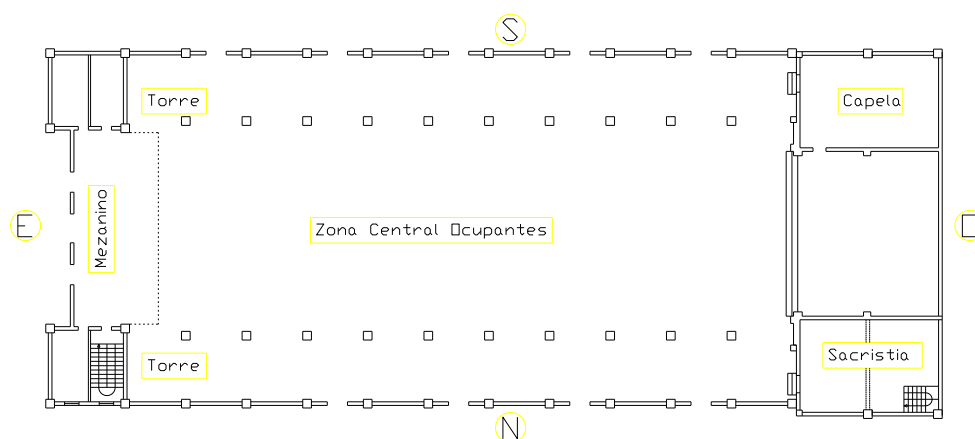 S
Torre
Capela
E
Mezanino
Zona Central Ocupantes
Torre
Sacristia
N